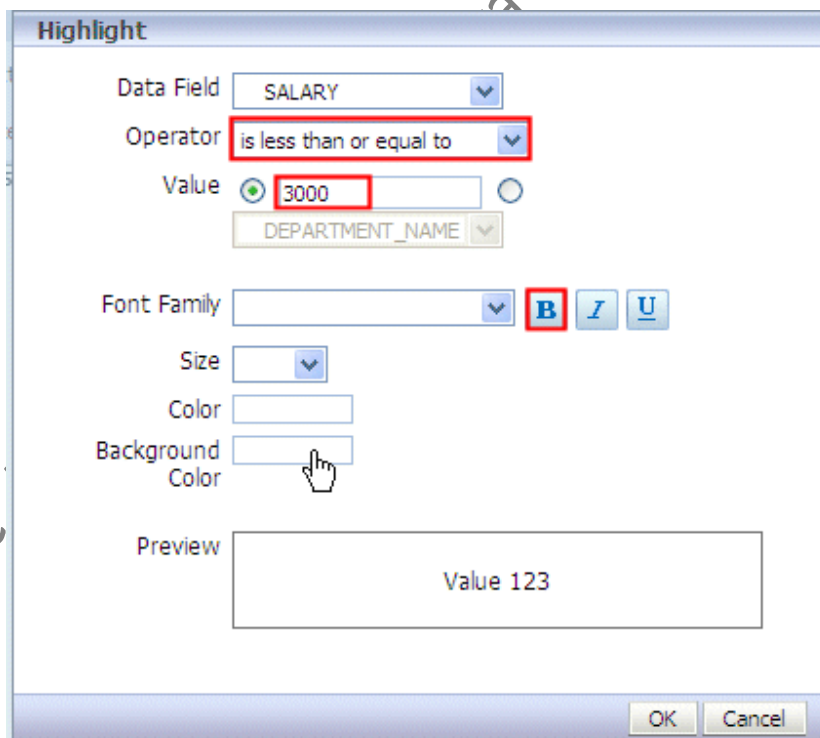 Highlight
Data Field SALARY
Operator is less than or equal to
Value 3000
DEPARTMENT_NAME
Font Family B I U
Size
Color
Background
Color
Preview
Value 123
OK Cancel